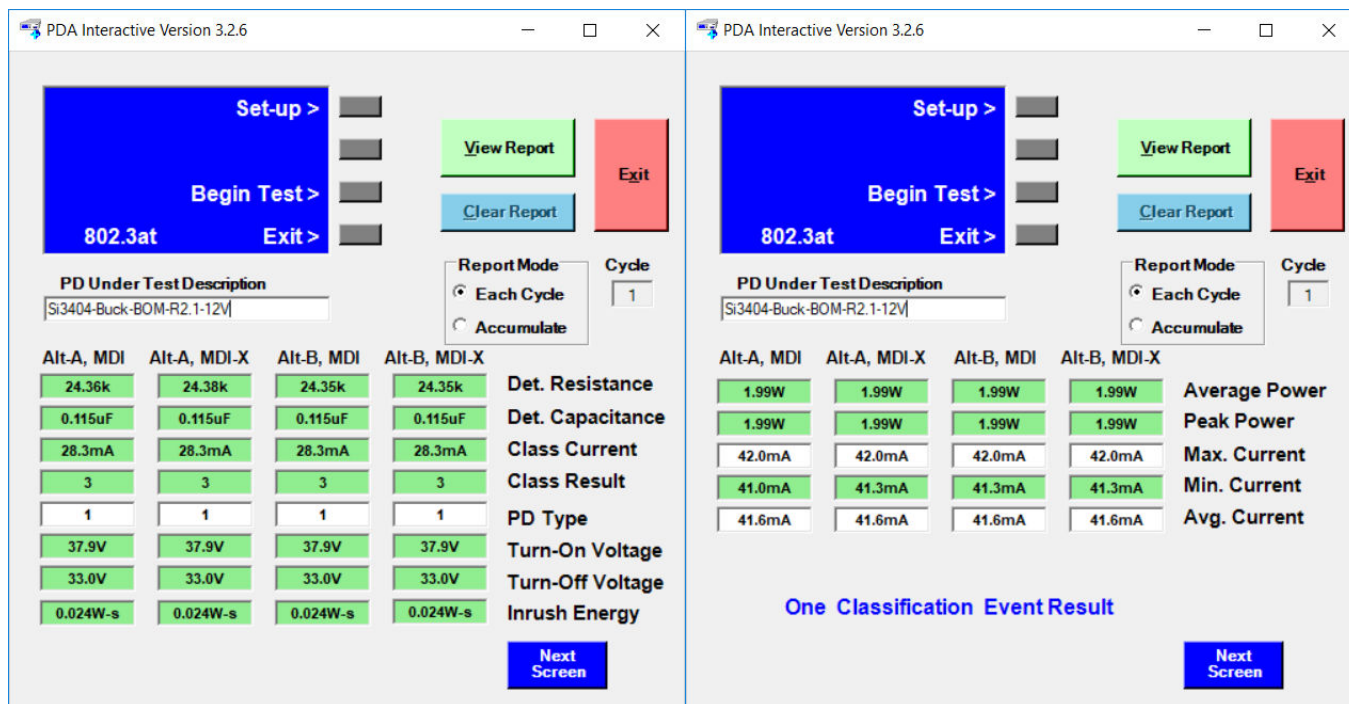 PDA Interactive Version 3.2.6
Set-up >
Begin Test >
802.3at Exit >
View Report
Clear Report
Exit
PD Under Test Description
Si3404-Buck-BOM-R2.1-12V
Report Mode
Each Cycle
Accumulate
Cycle
1
Alt-A, MDI Alt-A, MDI-X Alt-B, MDI Alt-B, MDI-X
24.36k 24.38k 24.35k 24.35k Det. Resistance
0.115uF 0.115uF 0.115uF 0.115uF Det. Capacitance
28.3mA 28.3mA 28.3mA 28.3mA Class Current
3 3 3 3 Class Result
1 1 1 1 PD Type
37.9V 37.9V 37.9V 37.9V Turn-On Voltage
33.0V 33.0V 33.0V 33.0V Turn-Off Voltage
0.024W-s 0.024W-s 0.024W-s 0.024W-s Inrush Energy
Next
Screen
PDA Interactive Version 3.2.6
Set-up >
Begin Test >
802.3at Exit >
View Report
Clear Report
Exit
PD Under Test Description
Si3404-Buck-BOM-R2.1-12V
Report Mode
Each Cycle
Accumulate
Cycle
1
Alt-A, MDI Alt-A, MDI-X Alt-B, MDI Alt-B, MDI-X
1.99W 1.99W 1.99W 1.99W Average Power
1.99W 1.99W 1.99W 1.99W Peak Power
42.0mA 42.0mA 42.0mA 42.0mA Max. Current
41.0mA 41.3mA 41.3mA 41.3mA Min. Current
41.6mA 41.6mA 41.6mA 41.6mA Avg. Current
One Classification Event Result
Next
Screen